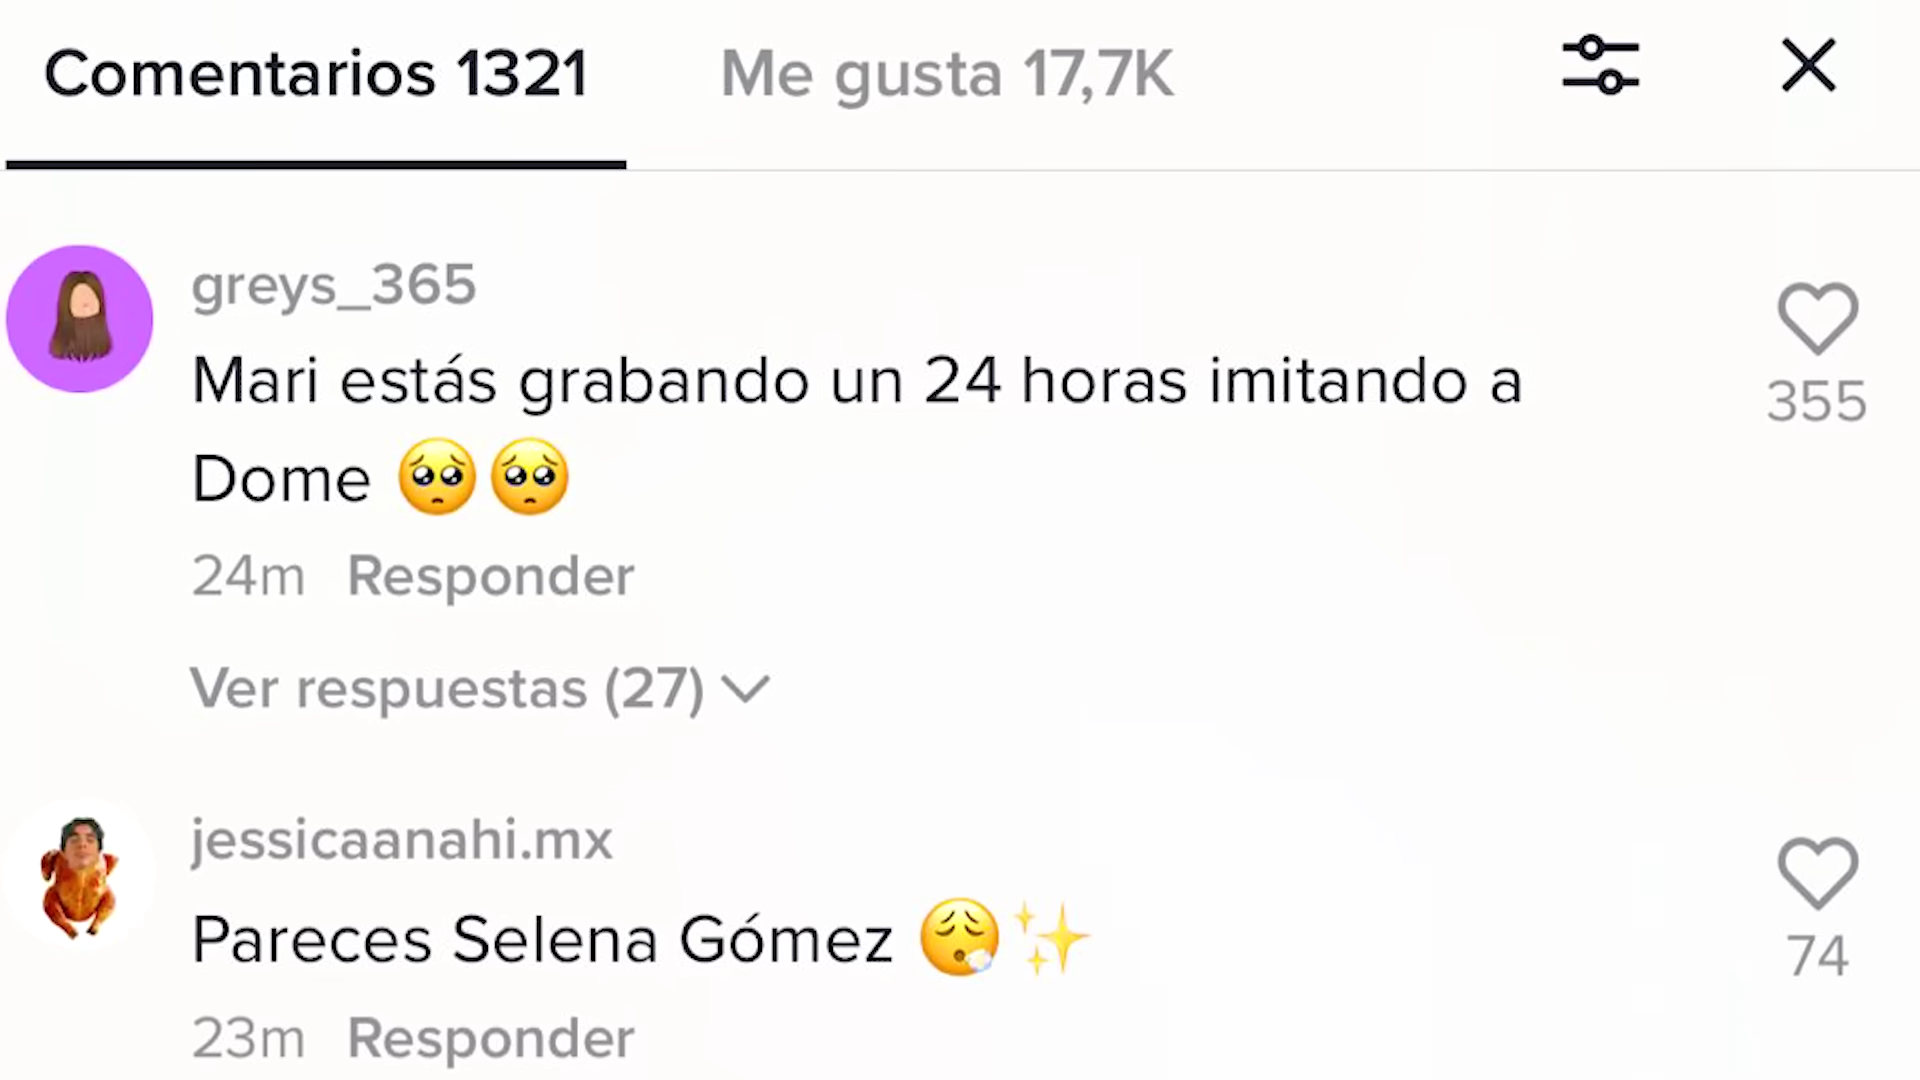 Comentarios 1321 Me gusta 17,7K
greys_365
Mari estás grabando un 24 horas imitando a
Dome 🥺🥺
355
24m Responder
Ver respuestas (27)
jessicaanahi.mx
Pareces Selena Gómez 😮‍💨✨
74
23m Responder